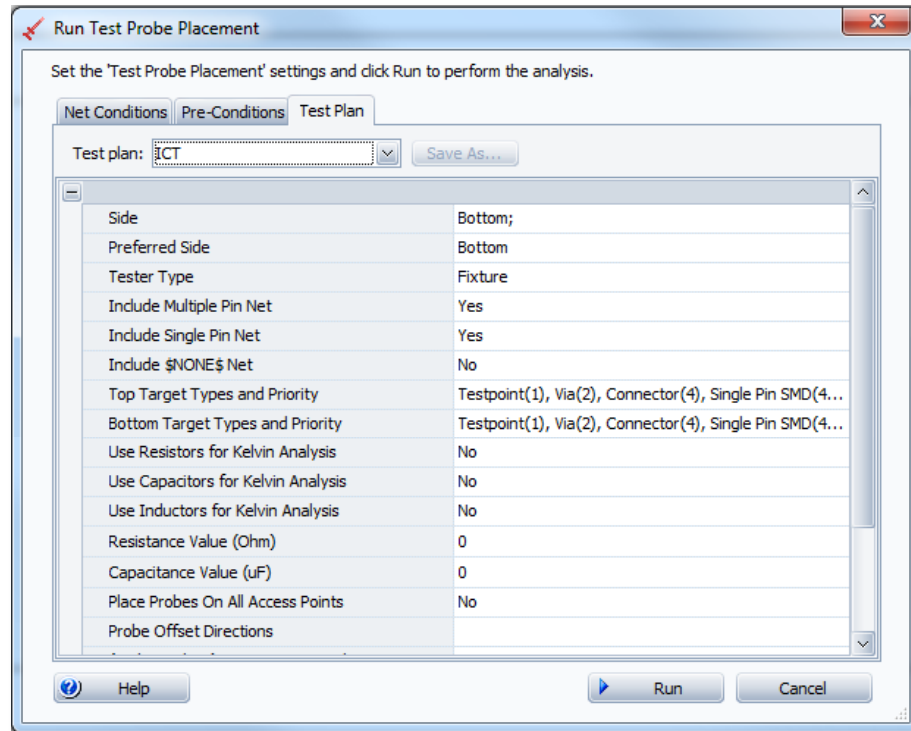 Run Test Probe Placement
Set the 'Test Probe Placement' settings and click Run to perform the analysis.
Net Conditions Pre-Conditions Test Plan
Test plan: ICT Save As...
Side Bottom;
Preferred Side Bottom
Tester Type Fixture
Include Multiple Pin Net Yes
Include Single Pin Net Yes
Include $NONE$ Net No
Top Target Types and Priority Testpoint(1), Via(2), Connector(4), Single Pin SMD(4...
Bottom Target Types and Priority Testpoint(1), Via(2), Connector(4), Single Pin SMD(4...
Use Resistors for Kelvin Analysis No
Use Capacitors for Kelvin Analysis No
Use Inductors for Kelvin Analysis No
Resistance Value (Ohm) 0
Capacitance Value (uF) 0
Place Probes On All Access Points No
Probe Offset Directions
Help Run Cancel